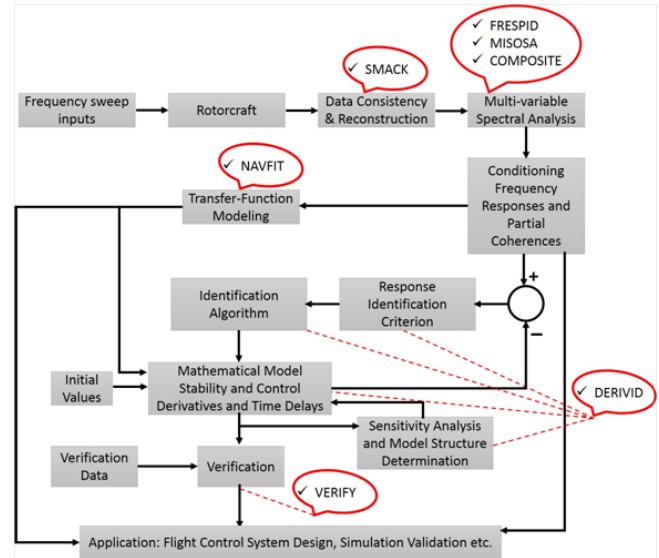 ✓ FRESPID
✓ MISOSA
✓ COMPOSITE
✓ SMACK
Frequency sweep
inputs
Rotorcraft
Data Consistency
& Reconstruction
Multi-variable
Spectral Analysis
✓ NAVFIT
Transfer-Function
Modeling
Conditioning
Frequency
Responses and
Partial
Coherences
+
−
Identification
Algorithm
Response
Identification
Criterion
Initial
Values
Mathematical Model
Stability and Control
Derivatives and Time Delays
✓ DERIVID
Sensitivity Analysis
and Model Structure
Determination
Verification
Data
Verification
✓ VERIFY
Application: Flight Control System Design, Simulation Validation etc.